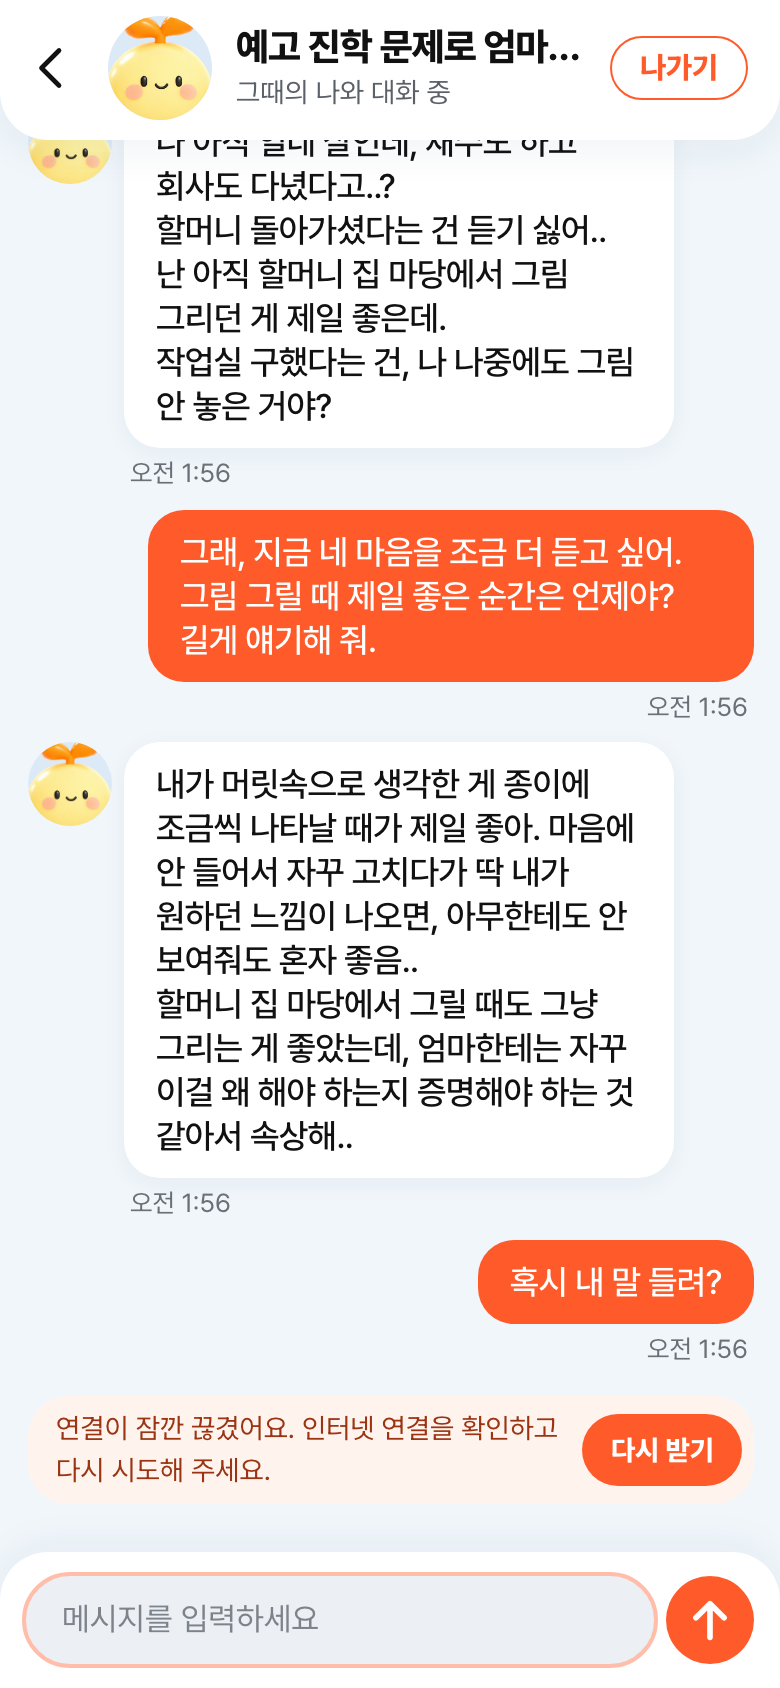 예고 진학 문제로 엄마...
그때의 나와 대화 중
나가기
회사도 다녔다고..?
할머니 돌아가셨다는 건 듣기 싫어..
난 아직 할머니 집 마당에서 그림
그리던 게 제일 좋은데.
작업실 구했다는 건, 나 나중에도 그림
안 놓은 거야?
오전 1:56
그래, 지금 네 마음을 조금 더 듣고 싶어.
그림 그릴 때 제일 좋은 순간은 언제야?
길게 얘기해 줘.
오전 1:56
내가 머릿속으로 생각한 게 종이에
조금씩 나타날 때가 제일 좋아. 마음에
안 들어서 자꾸 고치다가 딱 내가
원하던 느낌이 나오면, 아무한테도 안
보여줘도 혼자 좋음..
할머니 집 마당에서 그릴 때도 그냥
그리는 게 좋았는데, 엄마한테는 자꾸
이걸 왜 해야 하는지 증명해야 하는 것
같아서 속상해..
오전 1:56
혹시 내 말 들려?
오전 1:56
연결이 잠깐 끊겼어요. 인터넷 연결을 확인하고
다시 시도해 주세요.
다시 받기
메시지를 입력하세요